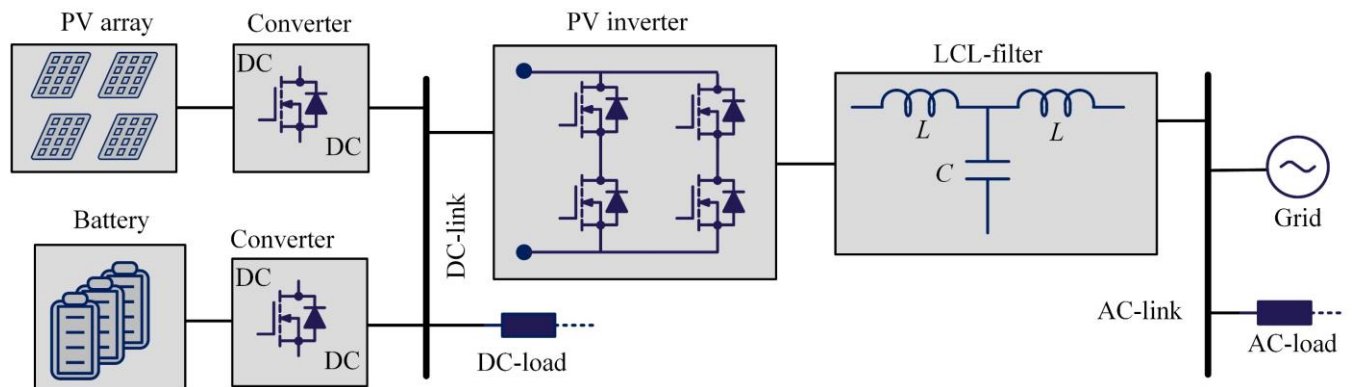 PV array
Converter
PV inverter
LCL-filter
DC
DC
L
L
C
Battery
Converter
DC
DC
DC-link
DC-load
Grid
AC-link
AC-load